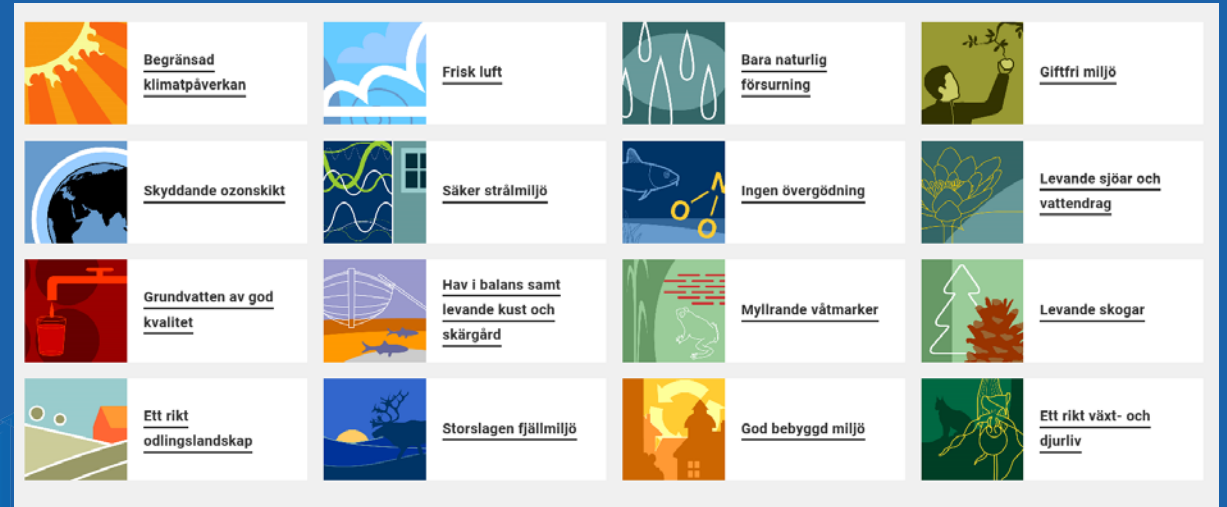 Begränsad
klimatpåverkan
Frisk luft
Bara naturlig
försurning
Giftfri miljö
Skyddande ozonskikt
Säker strålmiljö
N
O
O
Ingen övergödning
Levande sjöar och
vattendrag
Grundvatten av god
kvalitet
Hav i balans samt
levande kust och
skärgård
Myllrande våtmarker
Levande skogar
Ett rikt
odlingslandskap
Storslagen fjällmiljö
God bebyggd miljö
Ett rikt växt- och
djurliv